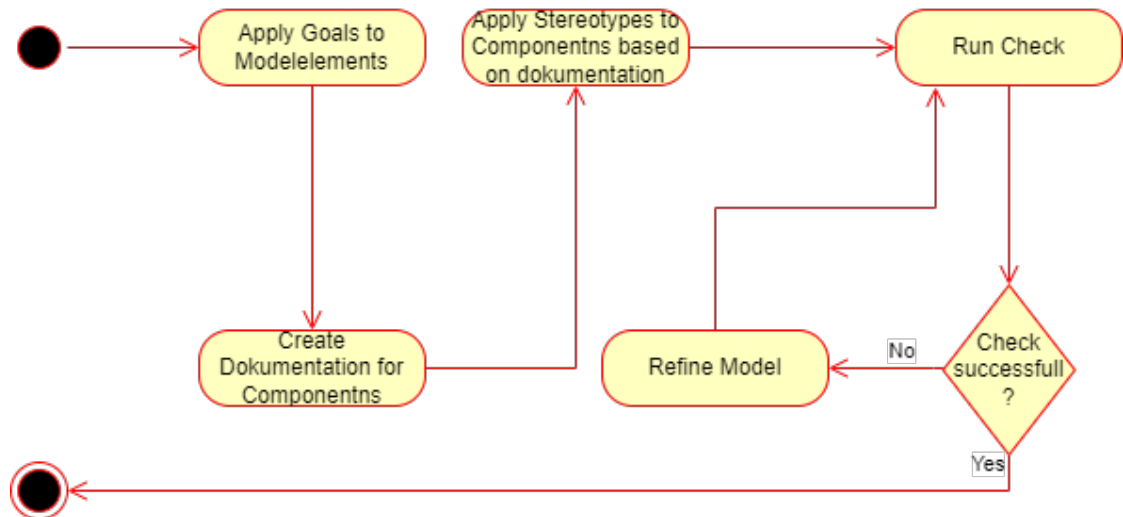 Apply Goals to
Modelelements
Apply Stereotypes to
Componentns based
on dokumentation
Run Check
Create
Dokumentation for
Componentns
Refine Model
No
Check
successfull
?
Yes